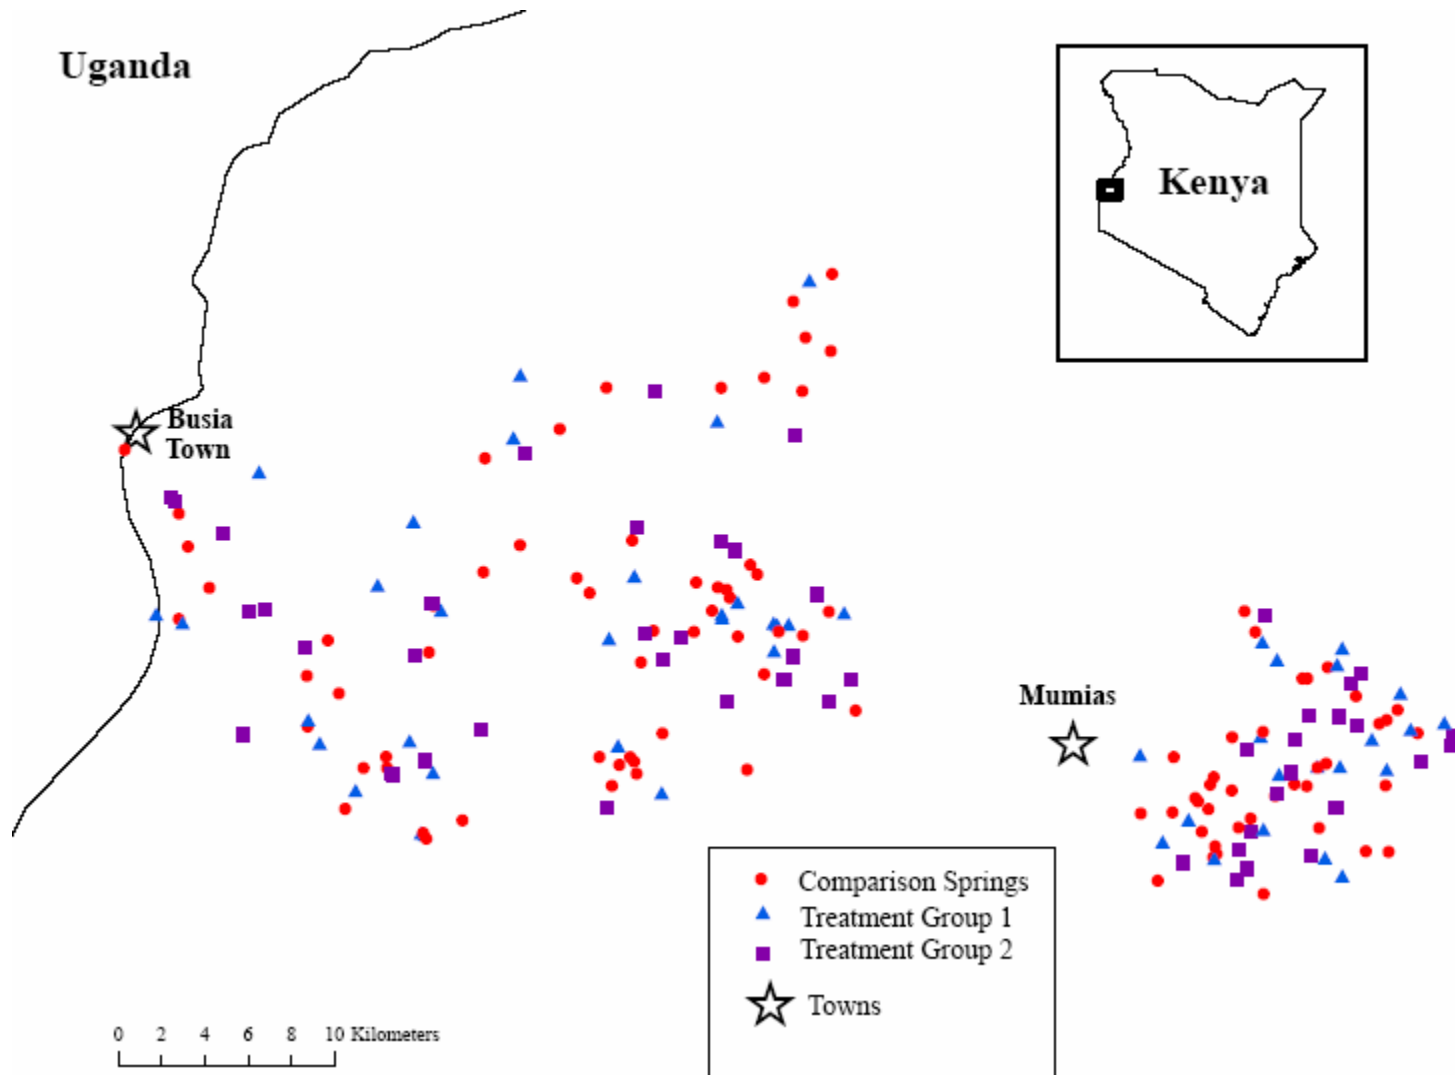 Uganda
Kenya
Busia
Town
Mumias
Comparison Springs
Treatment Group 1
Treatment Group 2
Towns
0 2 4 6 8 10 Kilometers